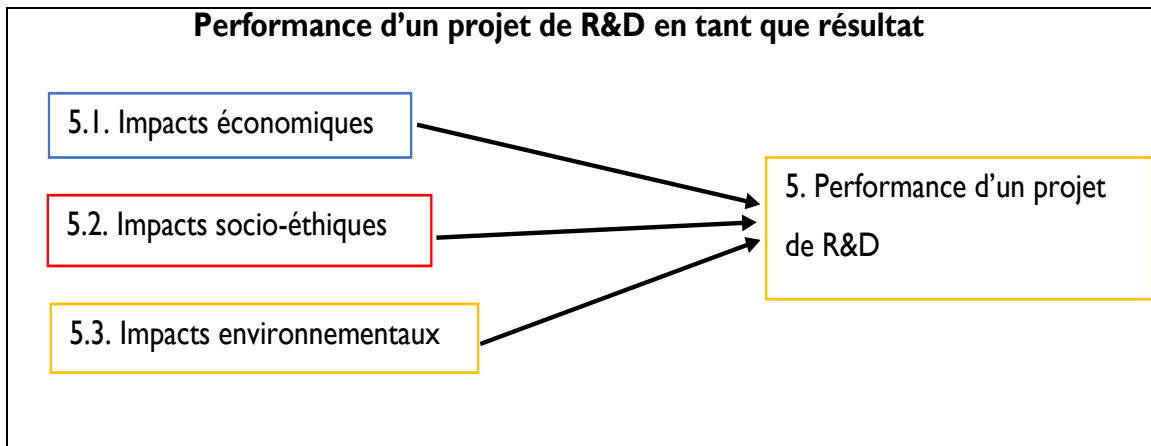 Performance d’un projet de R&D en tant que résultat
5.1. Impacts économiques
5.2. Impacts socio-éthiques
5.3. Impacts environnementaux
5. Performance d’un projet
de R&D